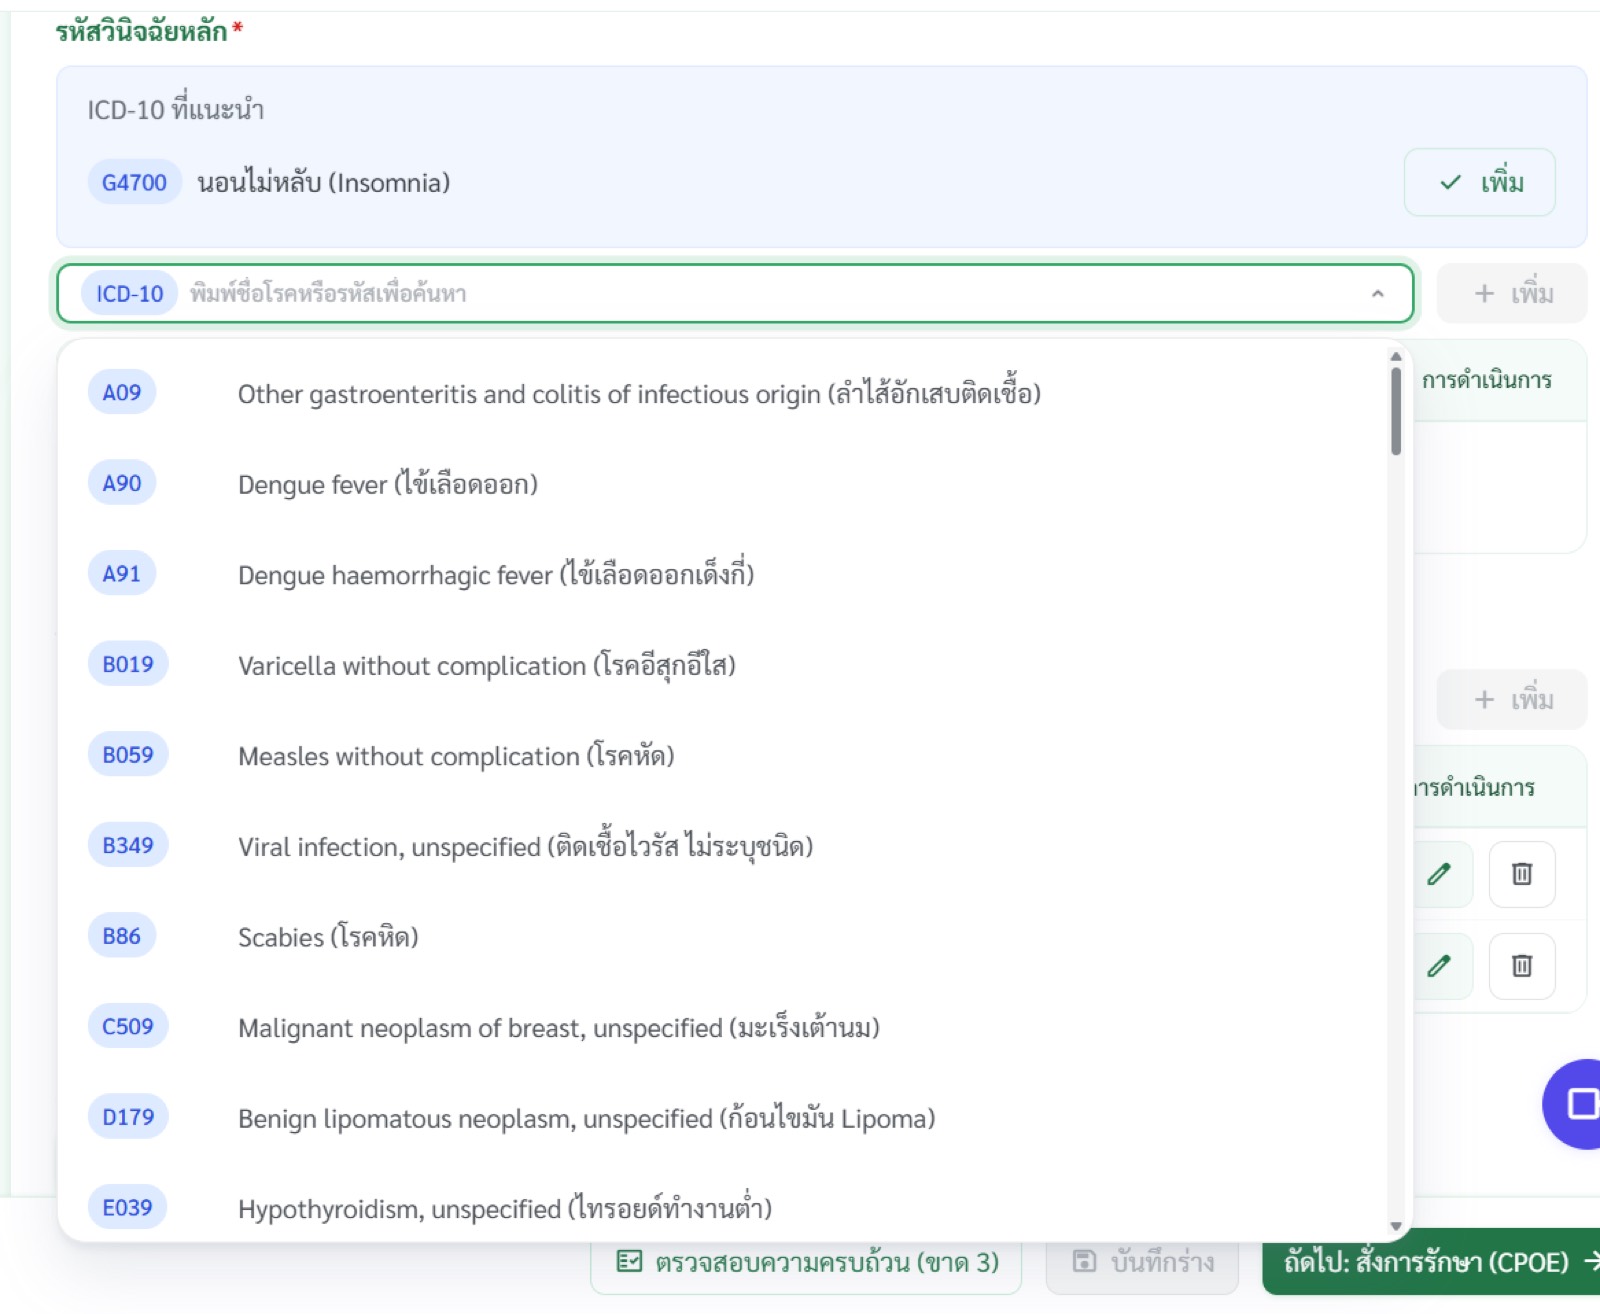 รหัสวินิจฉัยหลัก *
ICD-10 ที่แนะนำ
G4700 นอนไม่หลับ (Insomnia)
เพิ่ม
ICD-10 พิมพ์ชื่อโรคหรือรหัสเพื่อค้นหา
+ เพิ่ม
A09 Other gastroenteritis and colitis of infectious origin (ลำไส้อักเสบติดเชื้อ)
การดำเนินการ
A90 Dengue fever (ไข้เลือดออก)
A91 Dengue haemorrhagic fever (ไข้เลือดออกเด็งกี่)
B019 Varicella without complication (โรคอีสุกอีใส)
+ เพิ่ม
B059 Measles without complication (โรคหัด)
การดำเนินการ
B349 Viral infection, unspecified (ติดเชื้อไวรัส ไม่ระบุชนิด)
B86 Scabies (โรคหิด)
C509 Malignant neoplasm of breast, unspecified (มะเร็งเต้านม)
D179 Benign lipomatous neoplasm, unspecified (ก้อนไขมัน Lipoma)
E039 Hypothyroidism, unspecified (ไทรอยด์ทำงานต่ำ)
ตรวจสอบความครบถ้วน (ขาด 3)
บันทึกร่าง
ถัดไป: สั่งการรักษา (CPOE) →